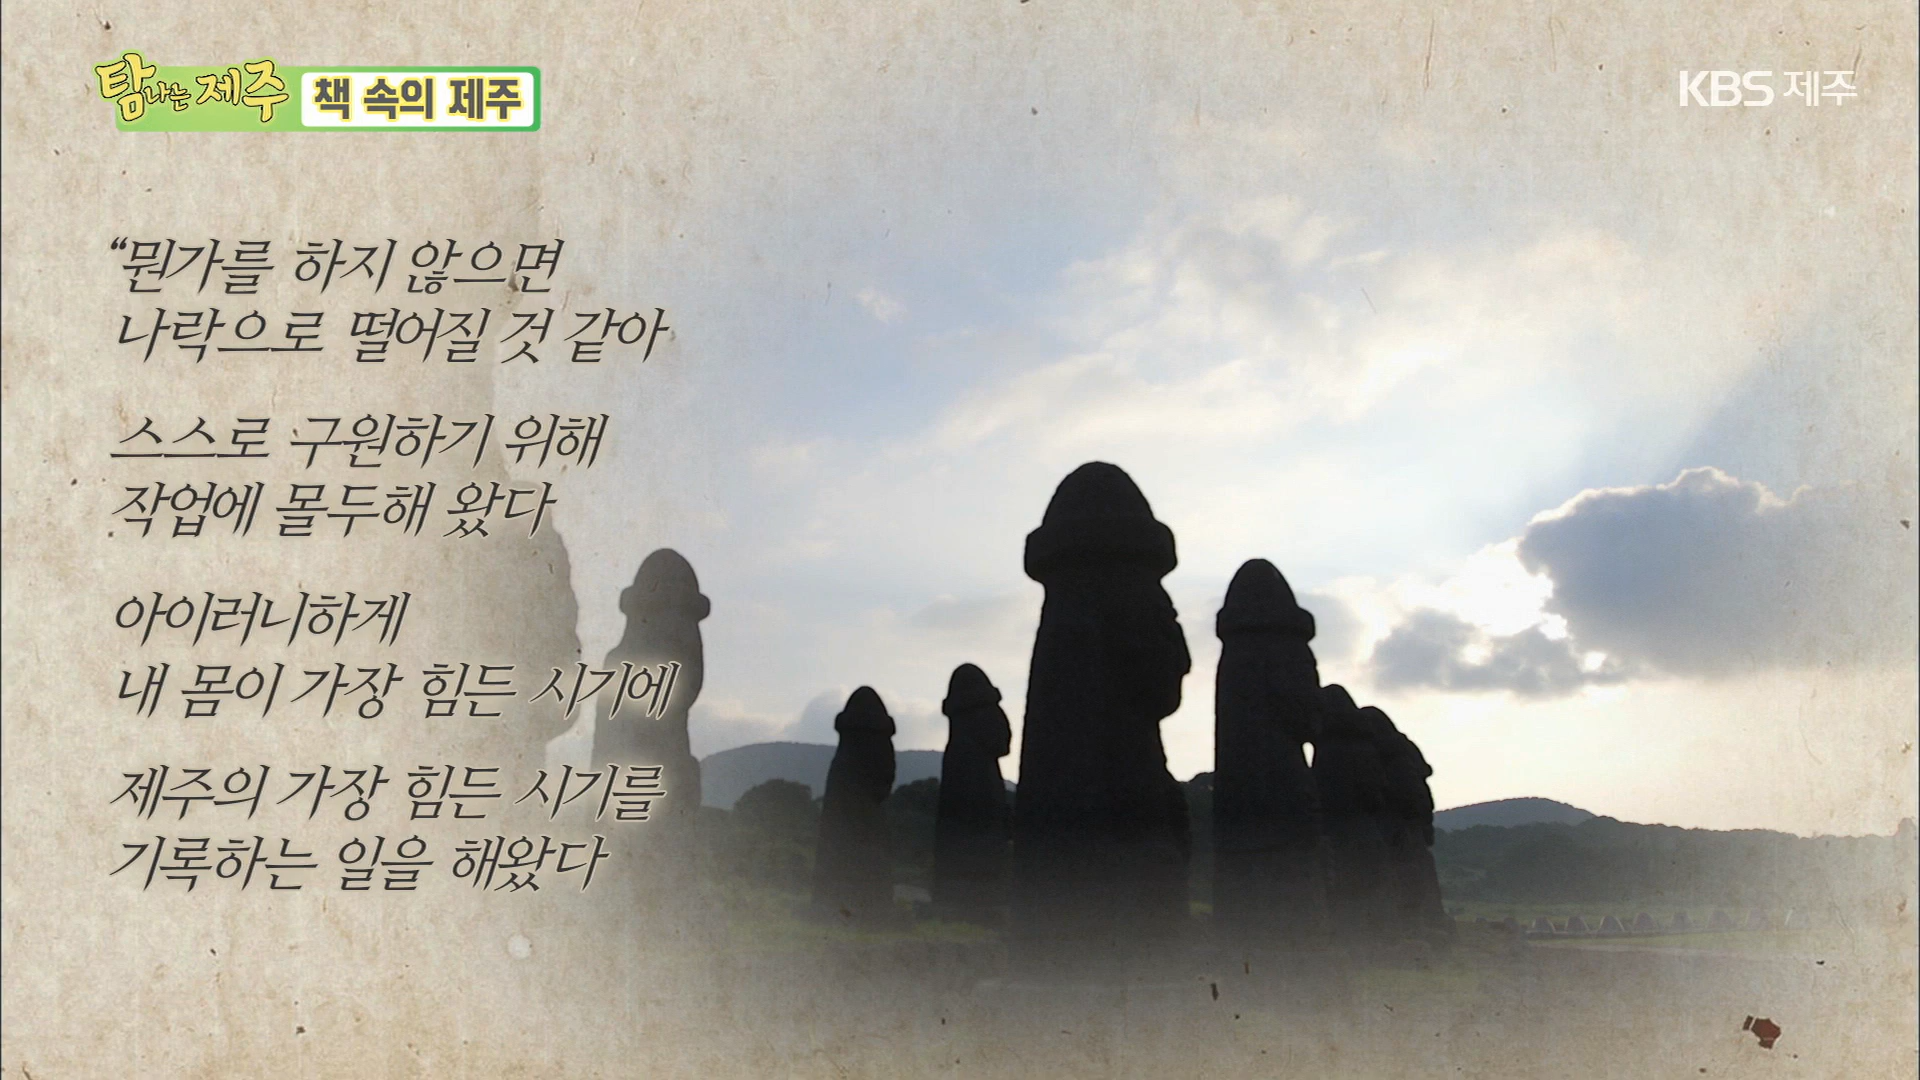 탐나는 제주 책 속의 제주
KBS 제주
“뭔가를 하지 않으면
나락으로 떨어질 것 같아
스스로 구원하기 위해
작업에 몰두해 왔다
아이러니하게
내 몸이 가장 힘든 시기에
제주의 가장 힘든 시기를
기록하는 일을 해왔다